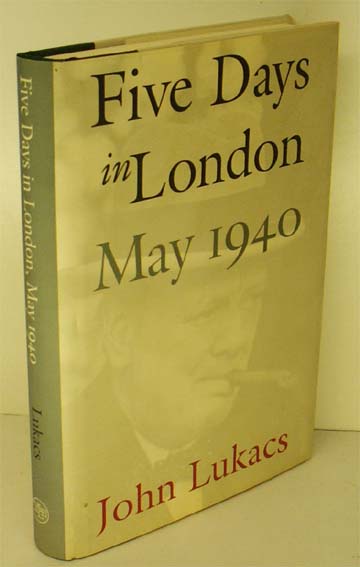 Five Days in London, May 1940
Lukacs
Five Days
in London
May 1940
John Lukacs